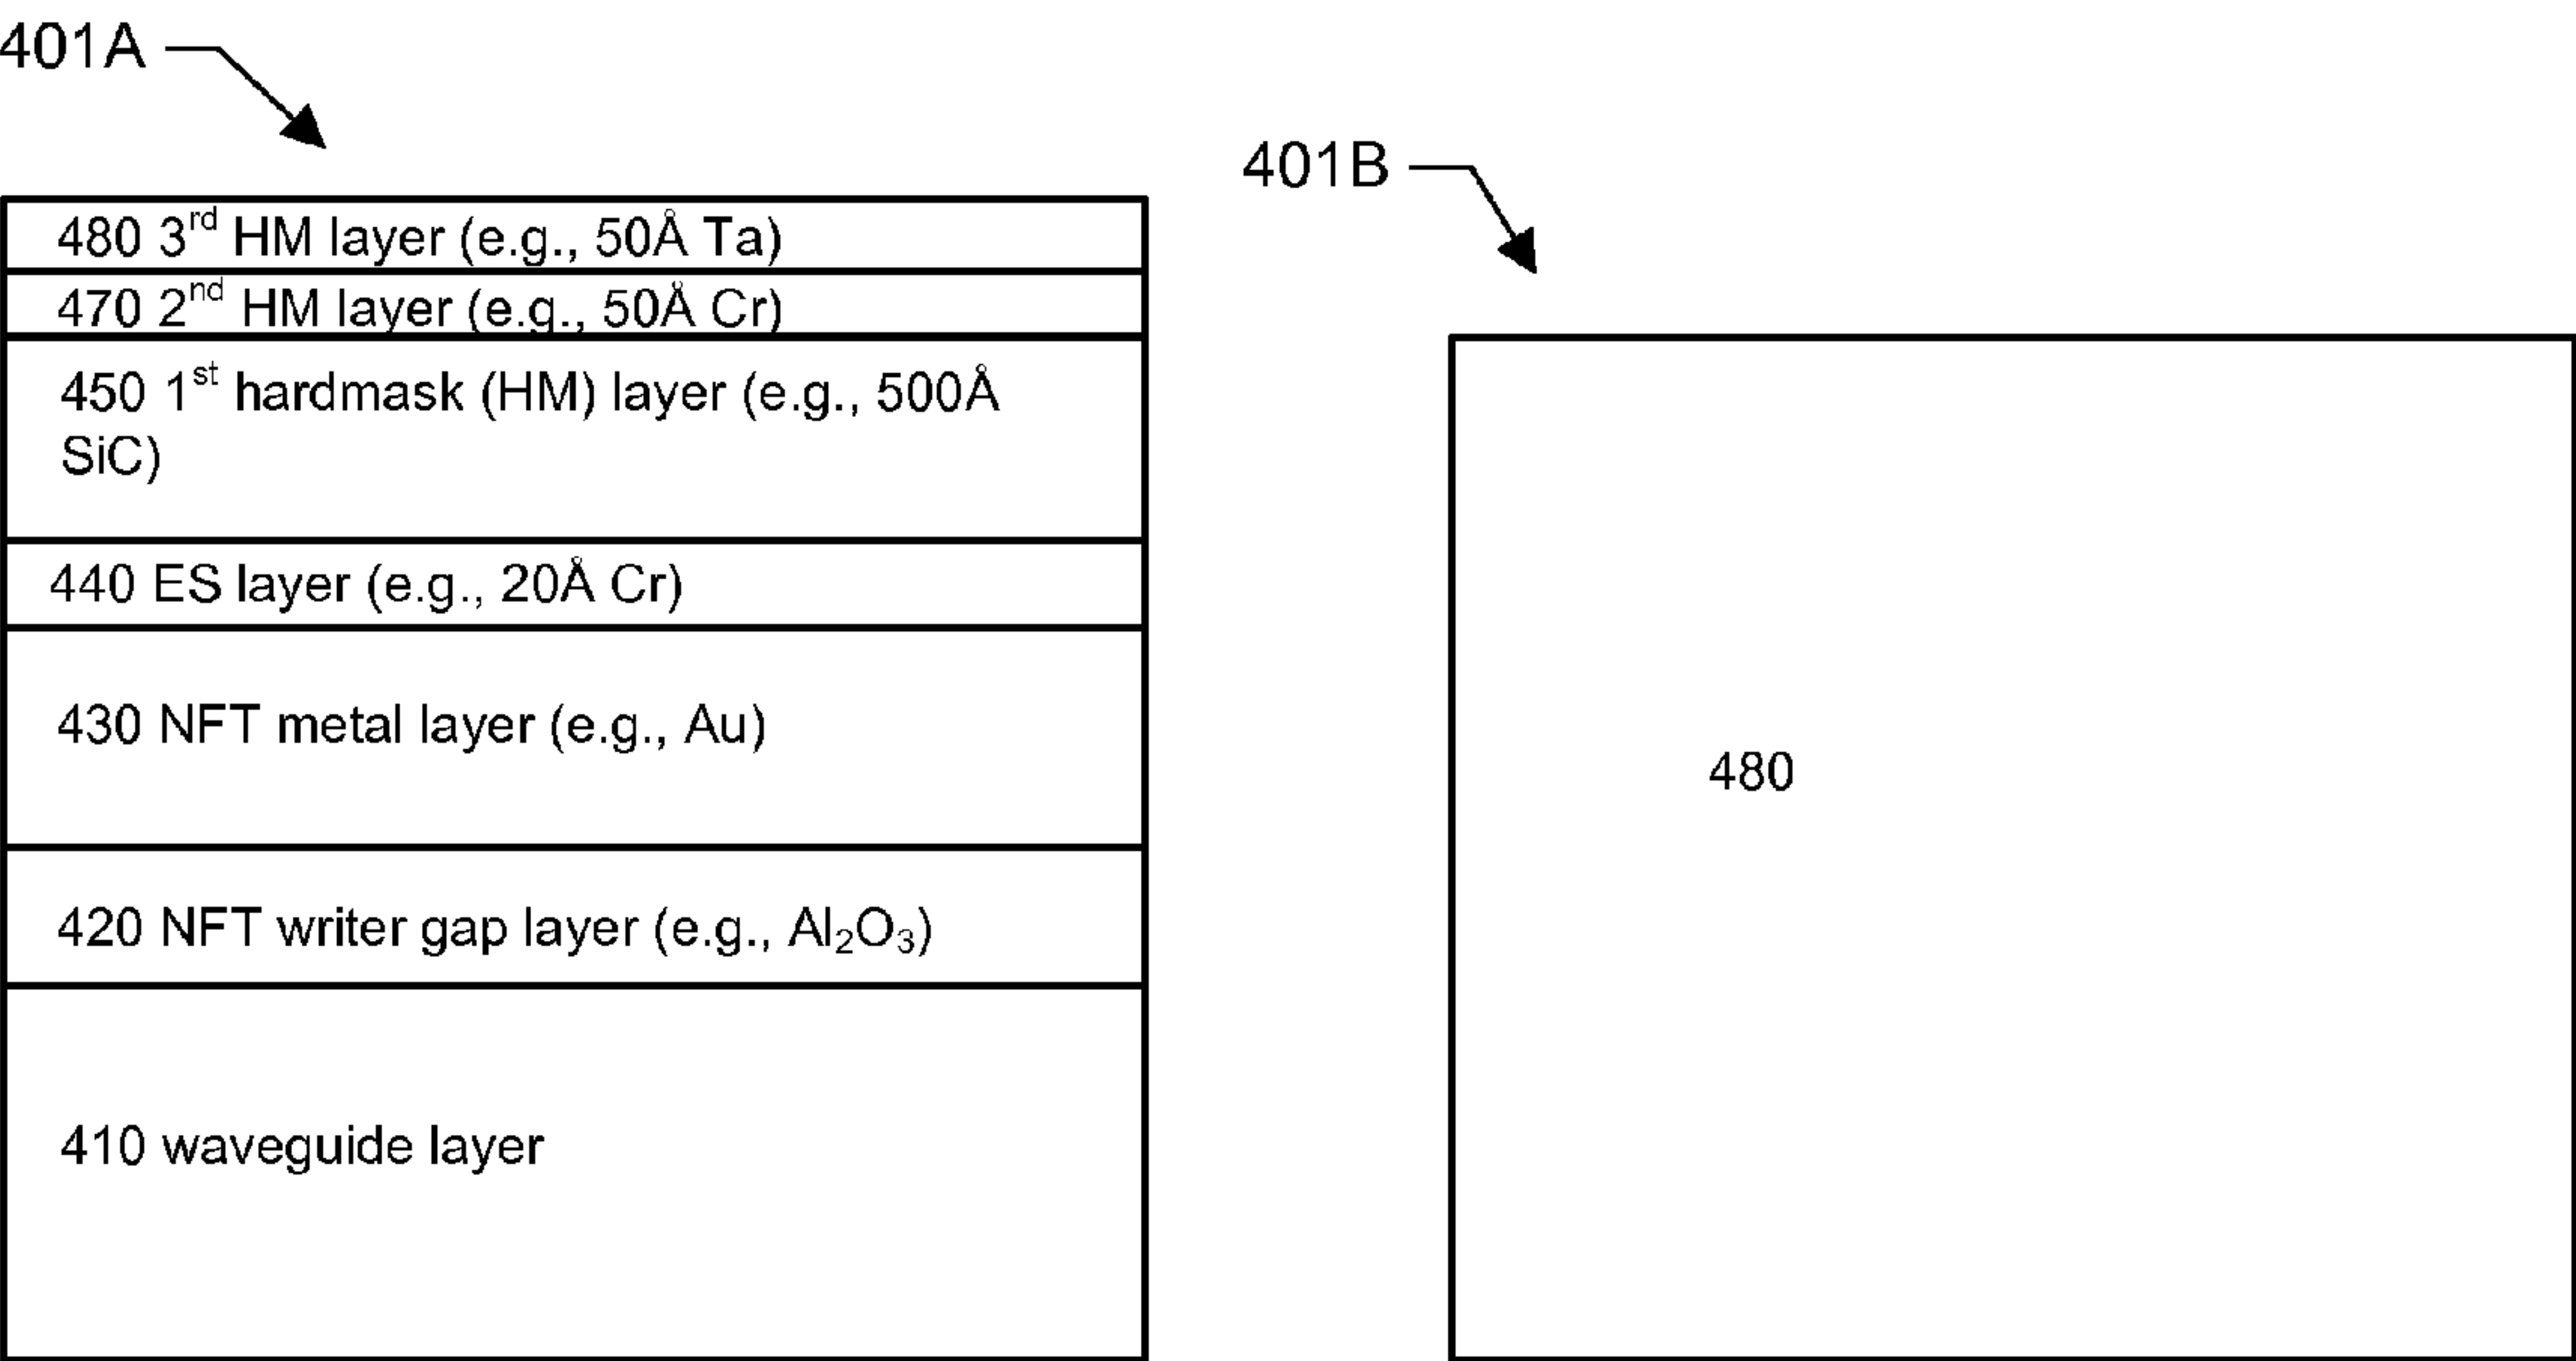 401A
401B
480 3rd HM layer (e.g., 50Å Ta)
470 2nd HM layer (e.g., 50Å Cr)
450 1st hardmask (HM) layer (e.g., 500Å
SiC)
440 ES layer (e.g., 20Å Cr)
430 NFT metal layer (e.g., Au)
480
420 NFT writer gap layer (e.g., Al₂O₃)
410 waveguide layer